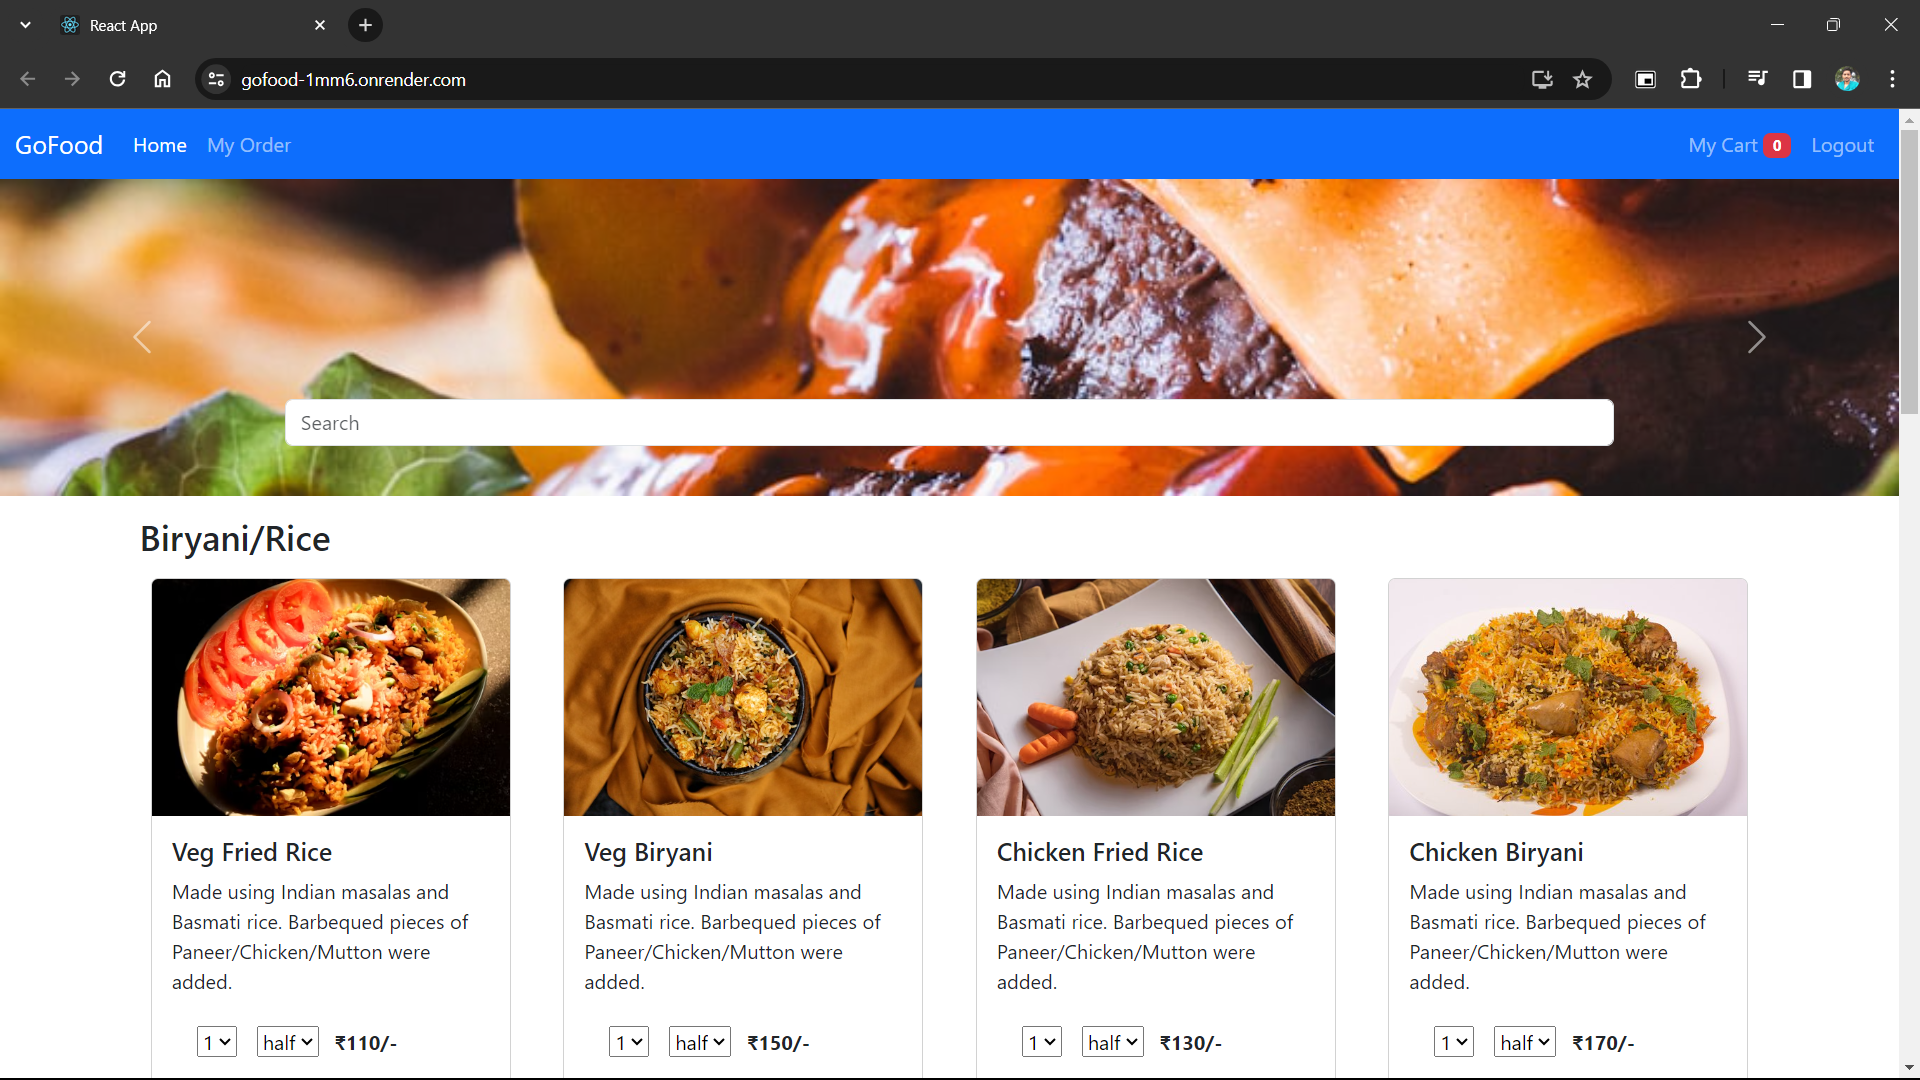 React App
gofood-1mm6.onrender.com
GoFood Home My Order My Cart 0 Logout
Search
Biryani/Rice
Veg Fried Rice
Made using Indian masalas and
Basmati rice. Barbequed pieces of
Paneer/Chicken/Mutton were
added.
1 half ₹110/-
Veg Biryani
Made using Indian masalas and
Basmati rice. Barbequed pieces of
Paneer/Chicken/Mutton were
added.
1 half ₹150/-
Chicken Fried Rice
Made using Indian masalas and
Basmati rice. Barbequed pieces of
Paneer/Chicken/Mutton were
added.
1 half ₹130/-
Chicken Biryani
Made using Indian masalas and
Basmati rice. Barbequed pieces of
Paneer/Chicken/Mutton were
added.
1 half ₹170/-